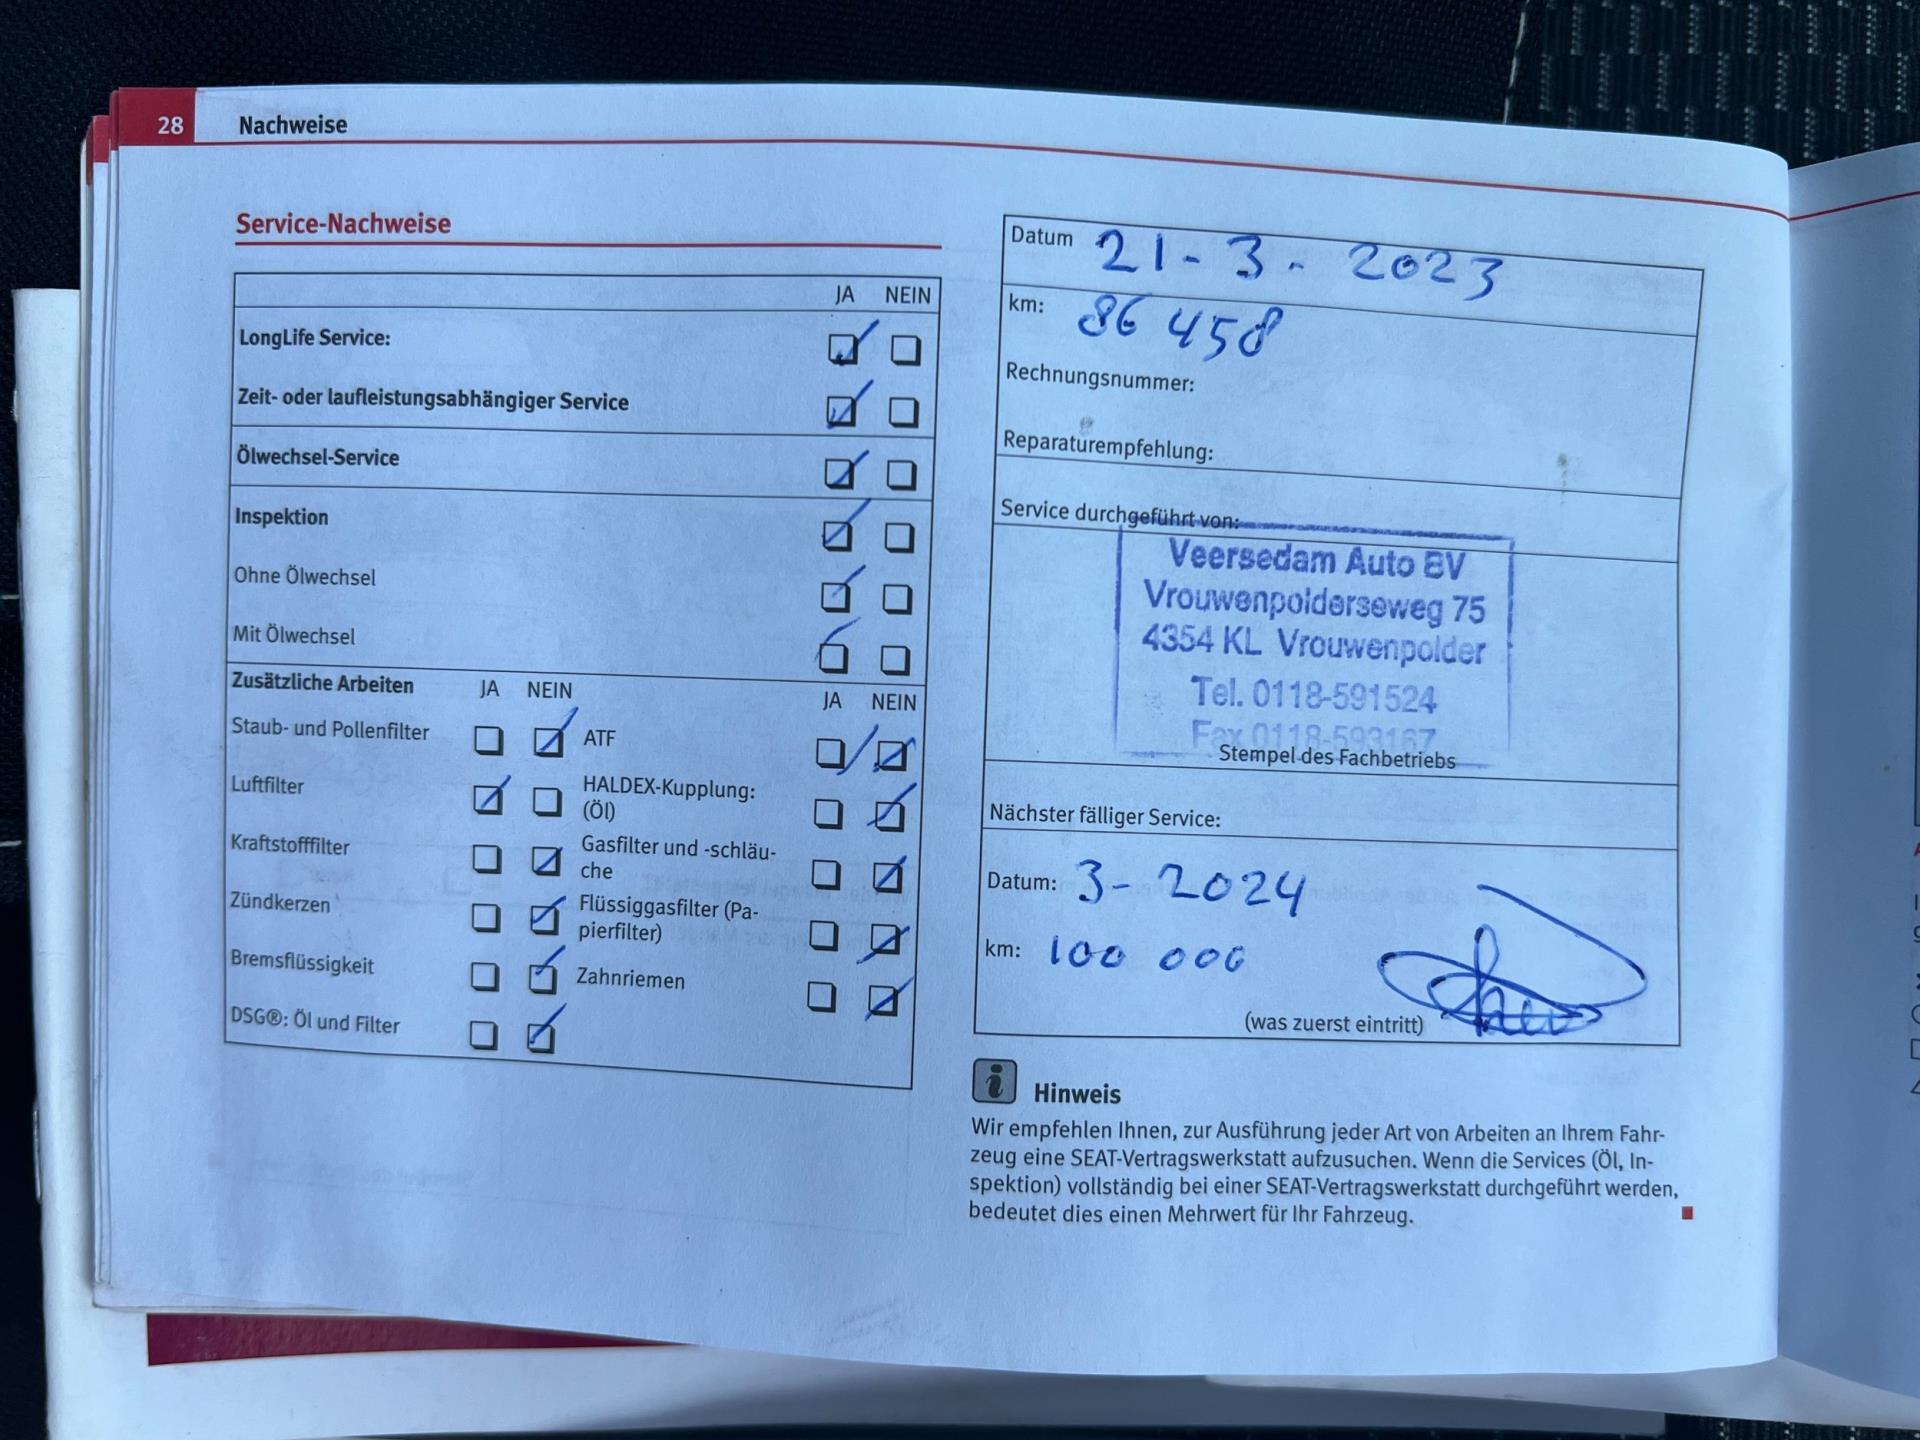 28 Nachweise
Service-Nachweise
JA NEIN
LongLife Service:
Zeit- oder laufleistungsabhängiger Service
Ölwechsel-Service
Inspektion
Ohne Ölwechsel
Mit Ölwechsel
Zusätzliche Arbeiten JA NEIN JA NEIN
Staub- und Pollenfilter ATF
Luftfilter HALDEX-Kupplung:
(Öl)
Kraftstofffilter Gasfilter und -schläu-
che
Zündkerzen Flüssiggasfilter (Pa-
pierfilter)
Bremsflüssigkeit Zahnriemen
DSG®: Öl und Filter
Datum 21-3-2023
km: 86 458
Rechnungsnummer:
Reparaturempfehlung:
Service durchgeführt von:
Veersedam Auto BV
Vrouwenpolderseweg 75
4354 KL Vrouwenpolder
Tel. 0118-591524
Fax 0118-593167
Stempel des Fachbetriebs
Nächster fälliger Service:
Datum: 3-2024
km: 100 000
(was zuerst eintritt)
Hinweis
Wir empfehlen Ihnen, zur Ausführung jeder Art von Arbeiten an Ihrem Fahr-
zeug eine SEAT-Vertragswerkstatt aufzusuchen. Wenn die Services (Öl, In-
spektion) vollständig bei einer SEAT-Vertragswerkstatt durchgeführt werden,
bedeutet dies einen Mehrwert für Ihr Fahrzeug.